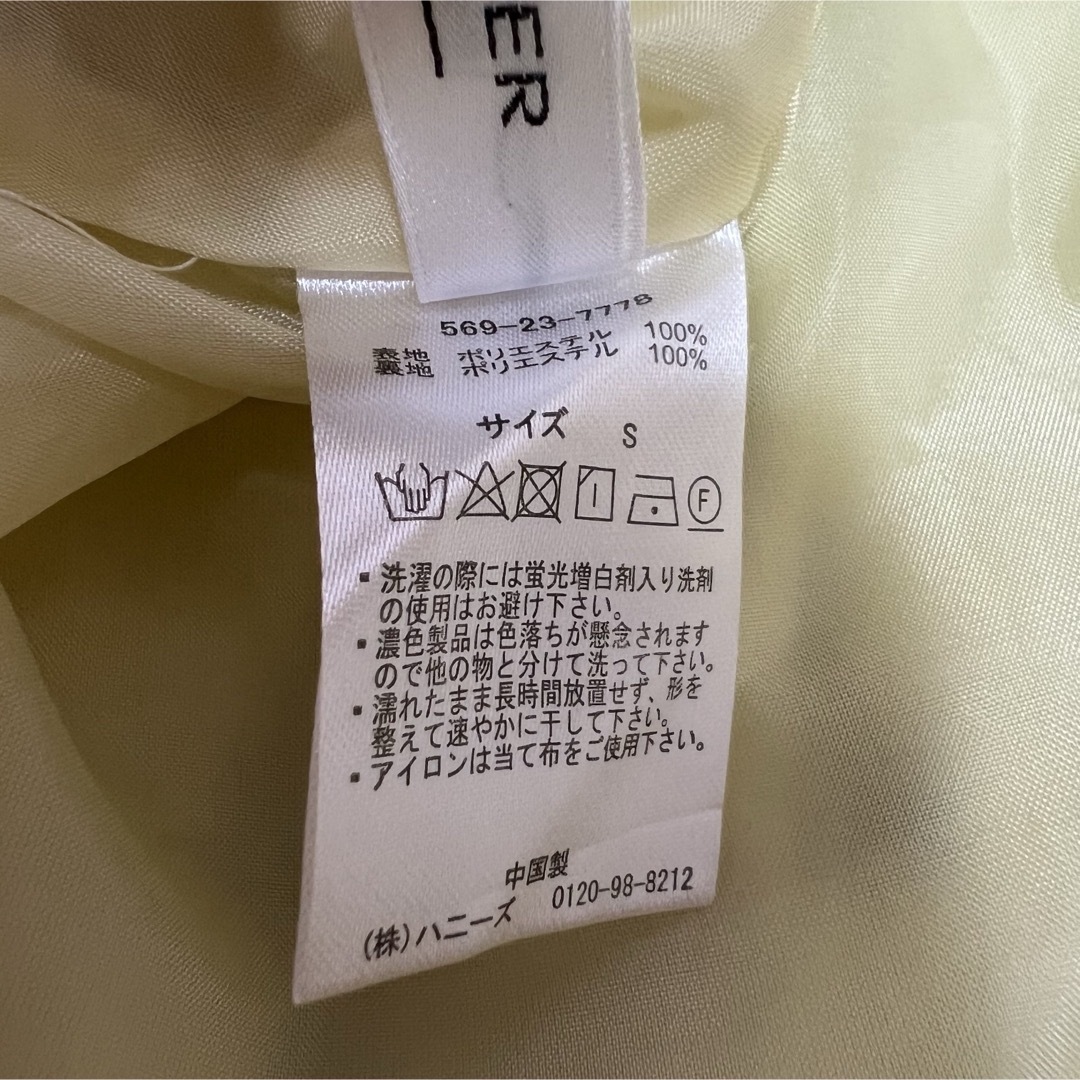 ER
569-23-7778
表地 ポリエステル 100%
裏地 ポリエステル 100%
サイズ S
F
▪ 洗濯の際には蛍光増白剤入り洗剤
の使用はお避け下さい。
▪ 濃色製品は色落ちが懸念されます
ので他の物と分けて洗って下さい。
▪ 濡れたまま長時間放置せず、形を
整えて速やかに干して下さい。
▪ アイロンは当て布をご使用下さい。
中国製
(株)ハニーズ 0120-98-8212